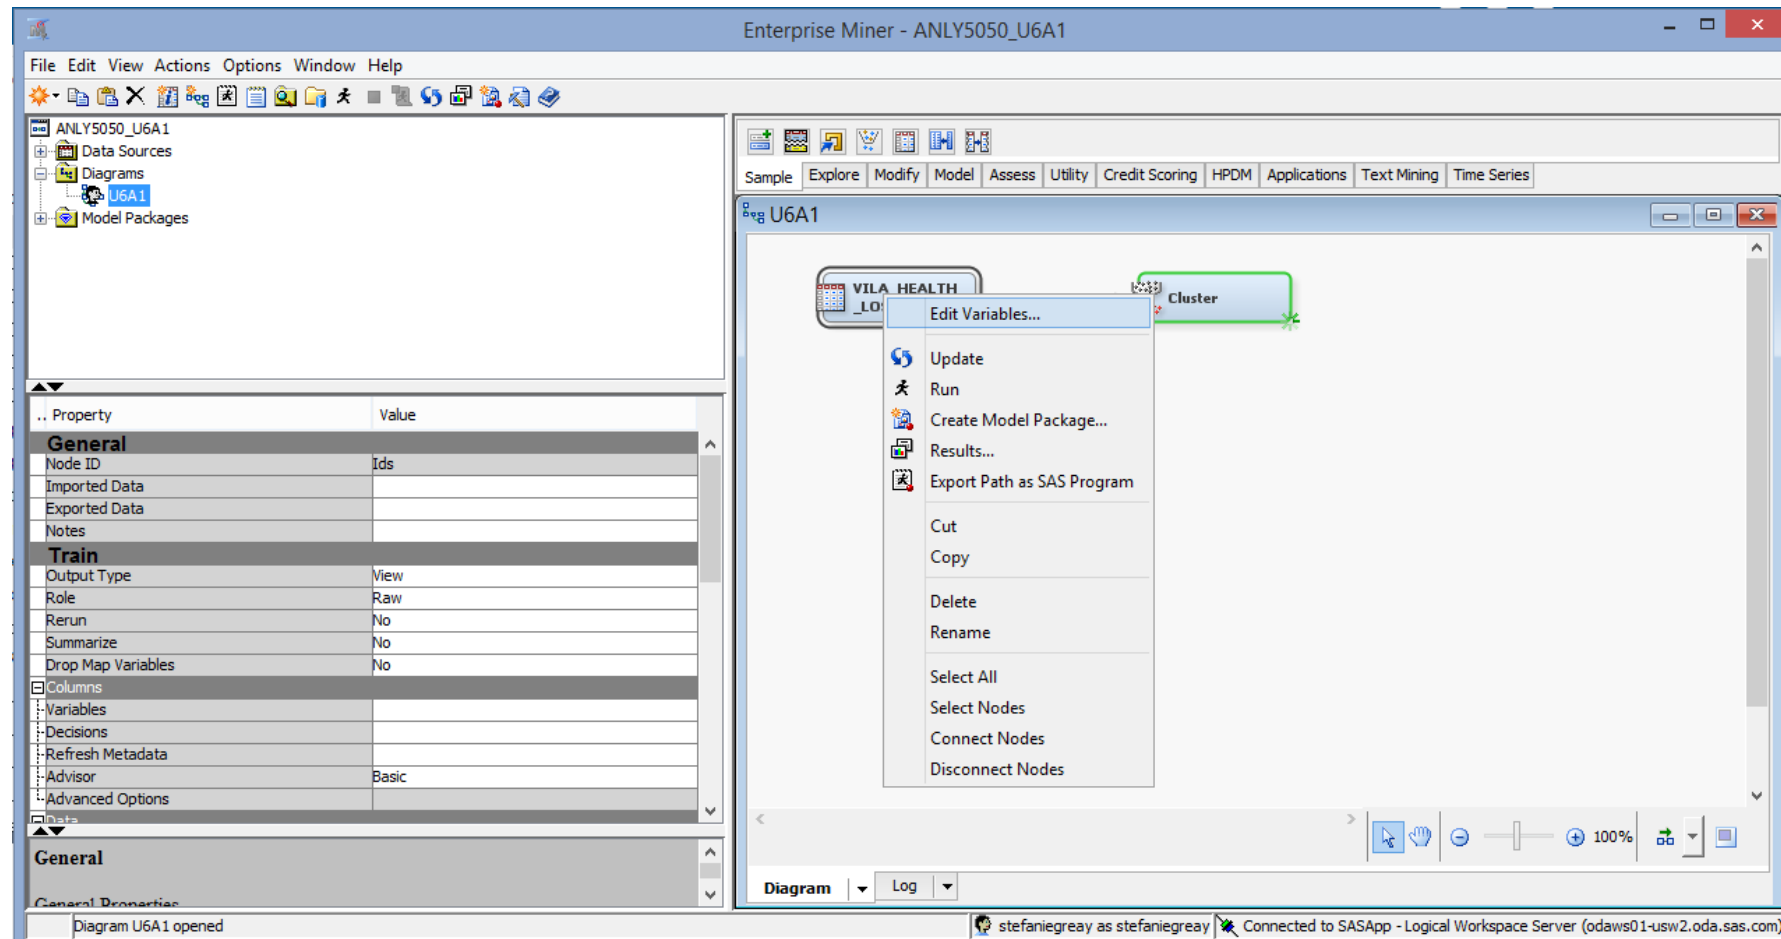 Enterprise Miner - ANLY5050_U6A1
File Edit View Actions Options Window Help
ANLY5050_U6A1
Data Sources
Diagrams
U6A1
Model Packages
.. Property Value
General
Node ID Ids
Imported Data
Exported Data
Notes
Train
Output Type View
Role Raw
Rerun No
Summarize No
Drop Map Variables No
Columns
Variables
Decisions
Refresh Metadata
Advisor Basic
Advanced Options
Data
General
General Properties
Sample Explore Modify Model Assess Utility Credit Scoring HPDM Applications Text Mining Time Series
U6A1
VILA_HEALTH
Cluster
Edit Variables...
Update
Run
Create Model Package...
Results...
Export Path as SAS Program
Cut
Copy
Delete
Rename
Select All
Select Nodes
Connect Nodes
Disconnect Nodes
100%
Diagram Log
Diagram U6A1 opened
stefaniegreay as stefaniegreay Connected to SASApp - Logical Workspace Server (odaws01-usw2.oda.sas.com)